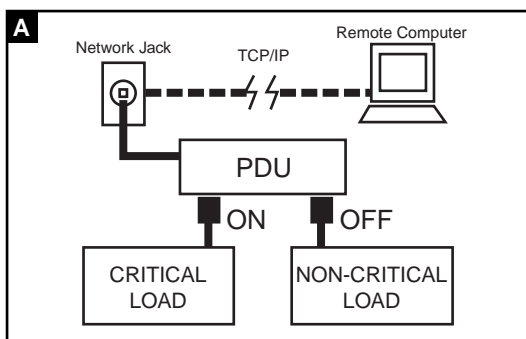 A
Network Jack
TCP/IP
Remote Computer
PDU
ON
OFF
CRITICAL
LOAD
NON-CRITICAL
LOAD